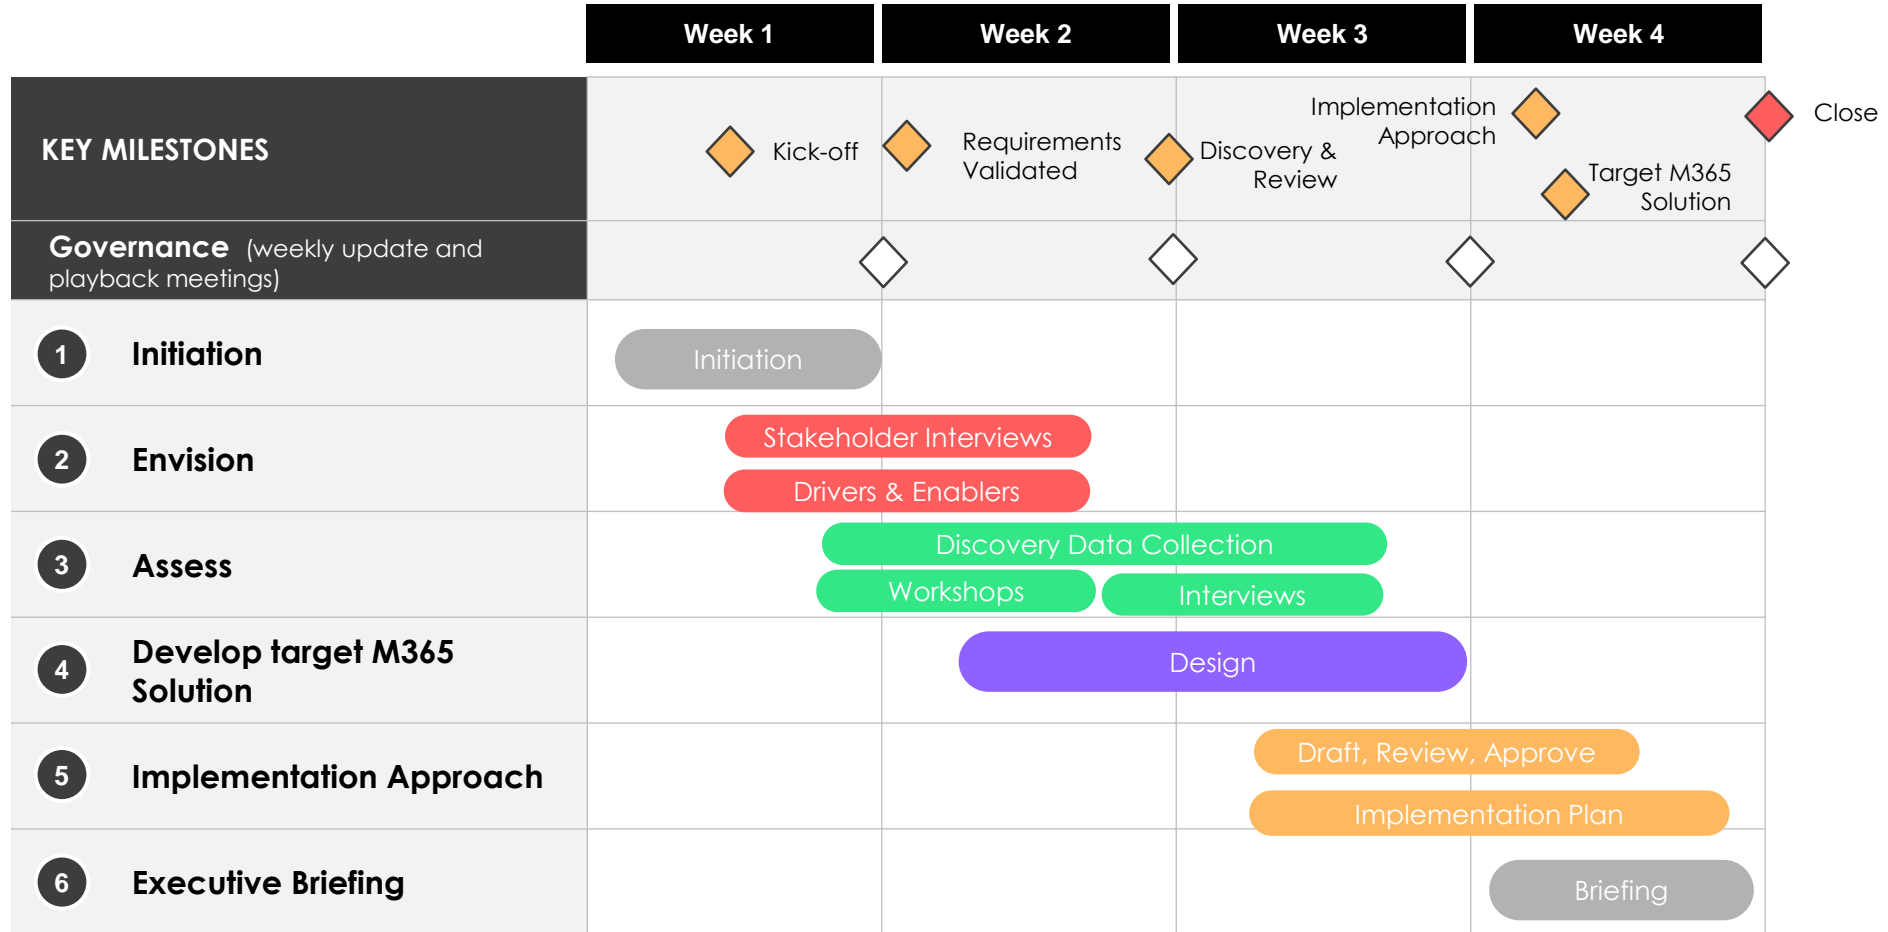 Week 1
Week 2
Week 3
Week 4
KEY MILESTONES
Kick-off
Requirements
Validated
Discovery &
Review
Implementation
Approach
Target M365
Solution
Close
Governance (weekly update and
playback meetings)
1
Initiation
Initiation
2
Envision
Stakeholder Interviews
Drivers & Enablers
3
Assess
Discovery Data Collection
Workshops
Interviews
4
Develop target M365
Solution
Design
5
Implementation Approach
Draft, Review, Approve
Implementation Plan
6
Executive Briefing
Briefing